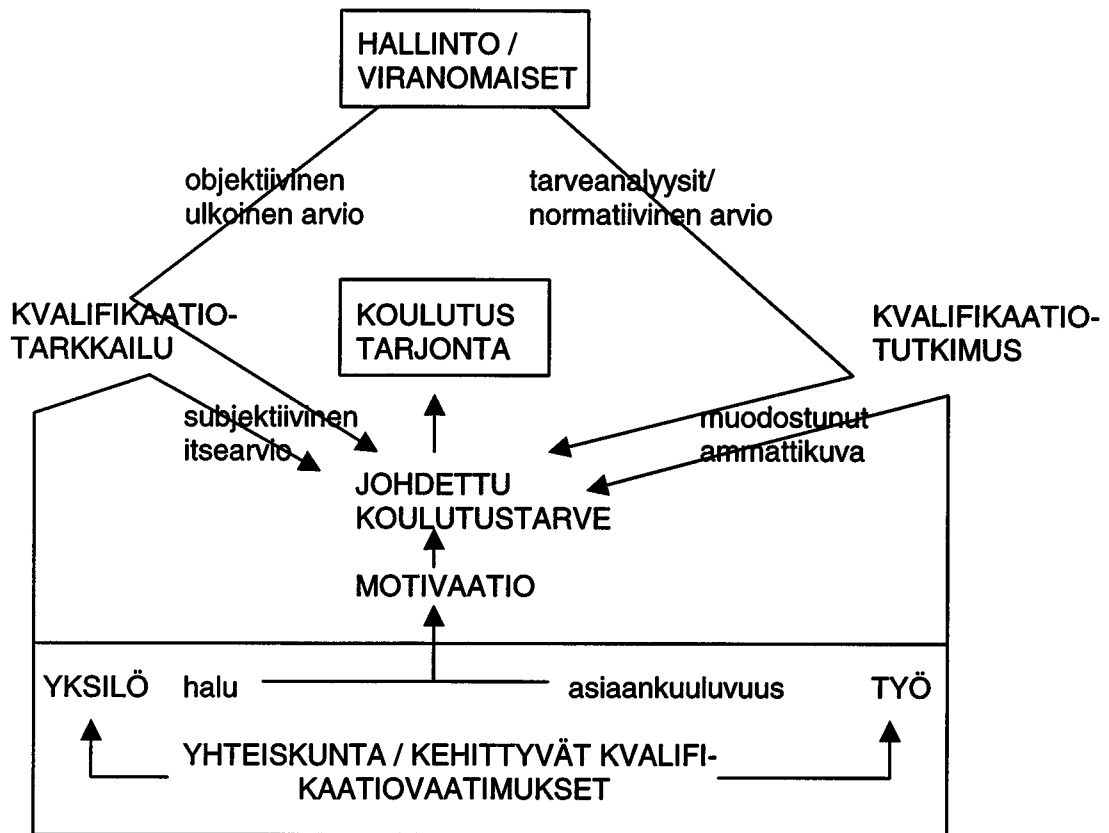 HALLINTO /
VIRANOMAISET
objektiivinen
ulkoinen arvio
tarveanalyysit/
normatiivinen arvio
KVALIFIKAATIO-
TARKKAILU
KOULUTUS
TARJONTA
KVALIFIKAATIO-
TUTKIMUS
subjektiivinen
itsearvio
muodostunut
ammattikuva
JOHDETTU
KOULUTUSTARVE
MOTIVAATIO
YKSILÖ halu asiaankuuluvuus TYÖ
YHTEISKUNTA / KEHITTYVÄT KVALIFI-
KAATIOVAATIMUKSET